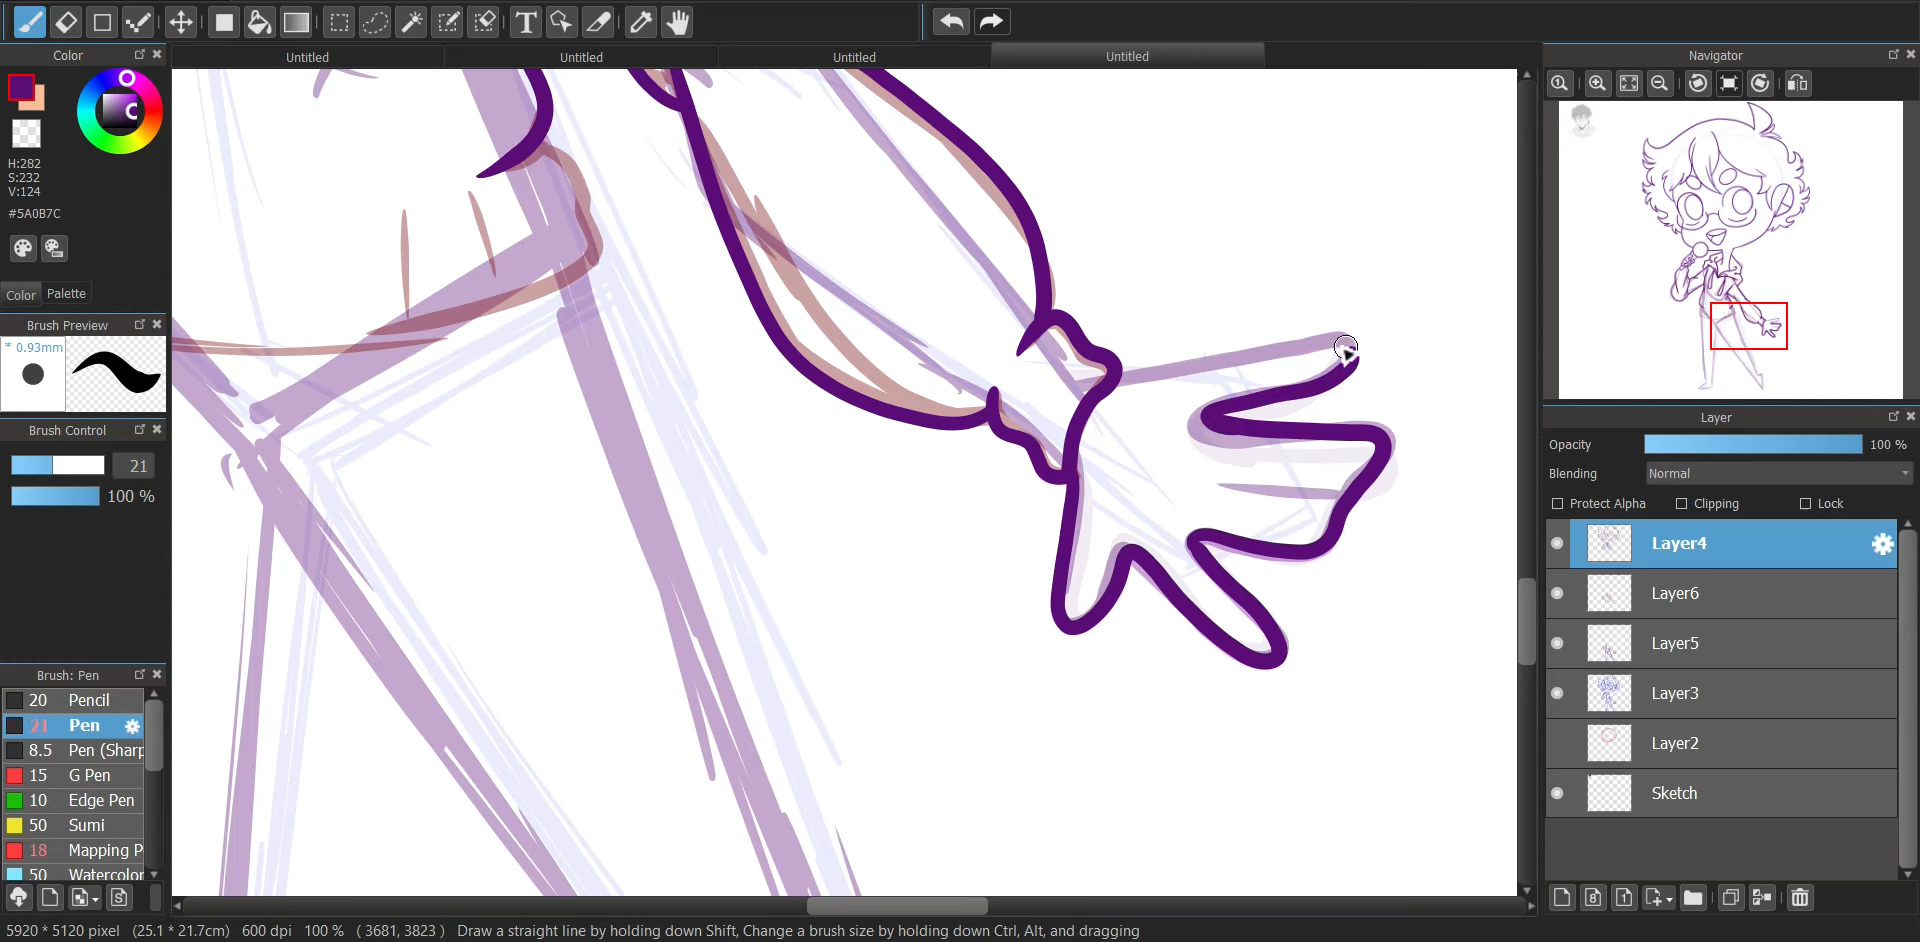 T
Color
Untitled
Untitled
Untitled
Untitled
Navigator
H:282
S:232
V:124
#5A0B7C
Color
Palette
Brush Preview
* 0.93mm
Brush Control
21
100 %
Brush: Pen
20 Pencil
21 Pen
8.5 Pen (Sharp
15 G Pen
10 Edge Pen
50 Sumi
18 Mapping P
50 Watercolor
Layer
Opacity
100 %
Blending
Normal
Protect Alpha
Clipping
Lock
Layer4
Layer6
Layer5
Layer3
Layer2
Sketch
5920 * 5120 pixel (25.1 * 21.7cm) 600 dpi 100 % ( 3681, 3823 ) Draw a straight line by holding down Shift, Change a brush size by holding down Ctrl, Alt, and dragging